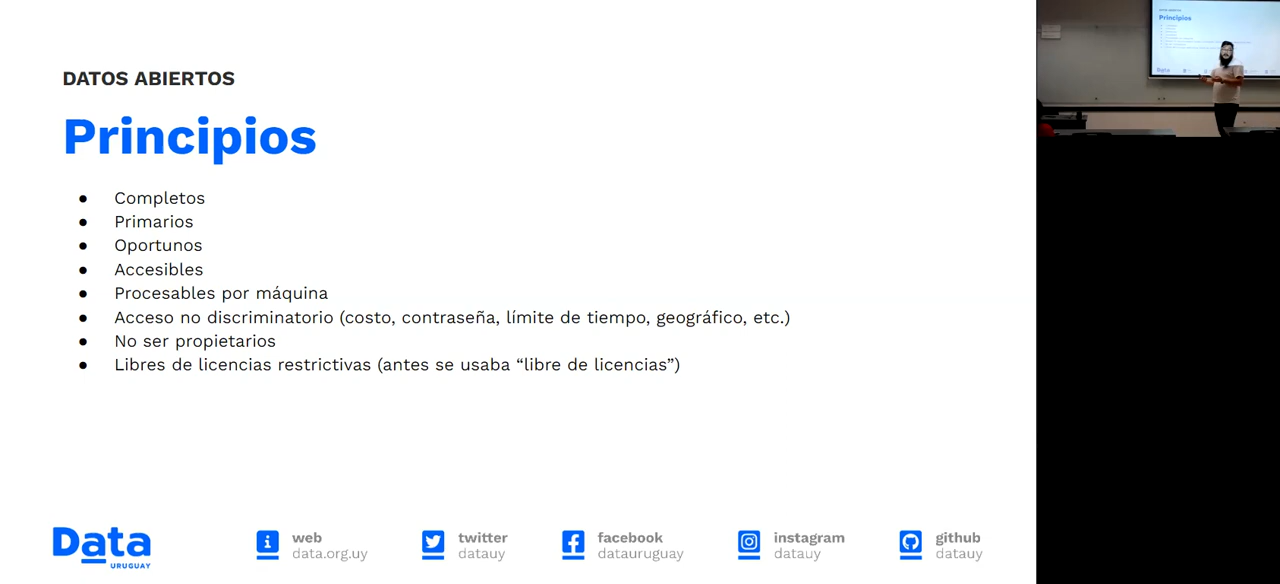 DATOS ABIERTOS
Principios
● Completos
● Primarios
● Oportunos
● Accesibles
● Procesables por máquina
● Acceso no discriminatorio (costo, contraseña, límite de tiempo, geográfico, etc.)
● No ser propietarios
● Libres de licencias restrictivas (antes se usaba “libre de licencias”)
Data
URUGUAY
web
data.org.uy
twitter
datauy
facebook
datauruguay
instagram
datauy
github
datauy
Principios